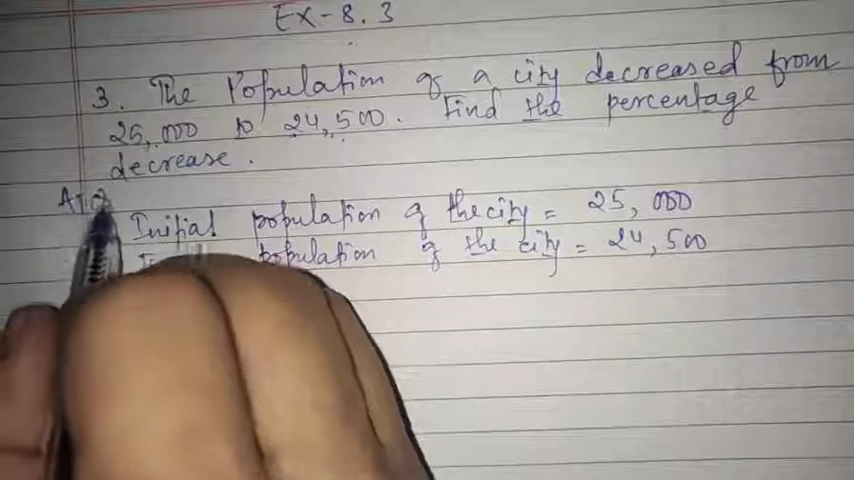 Ex - 8.3
3. The Population of a city decreased from
25,000 to 24,500. Find the percentage
decrease.
Initial population of the city = 25,000
population of the city = 24,500